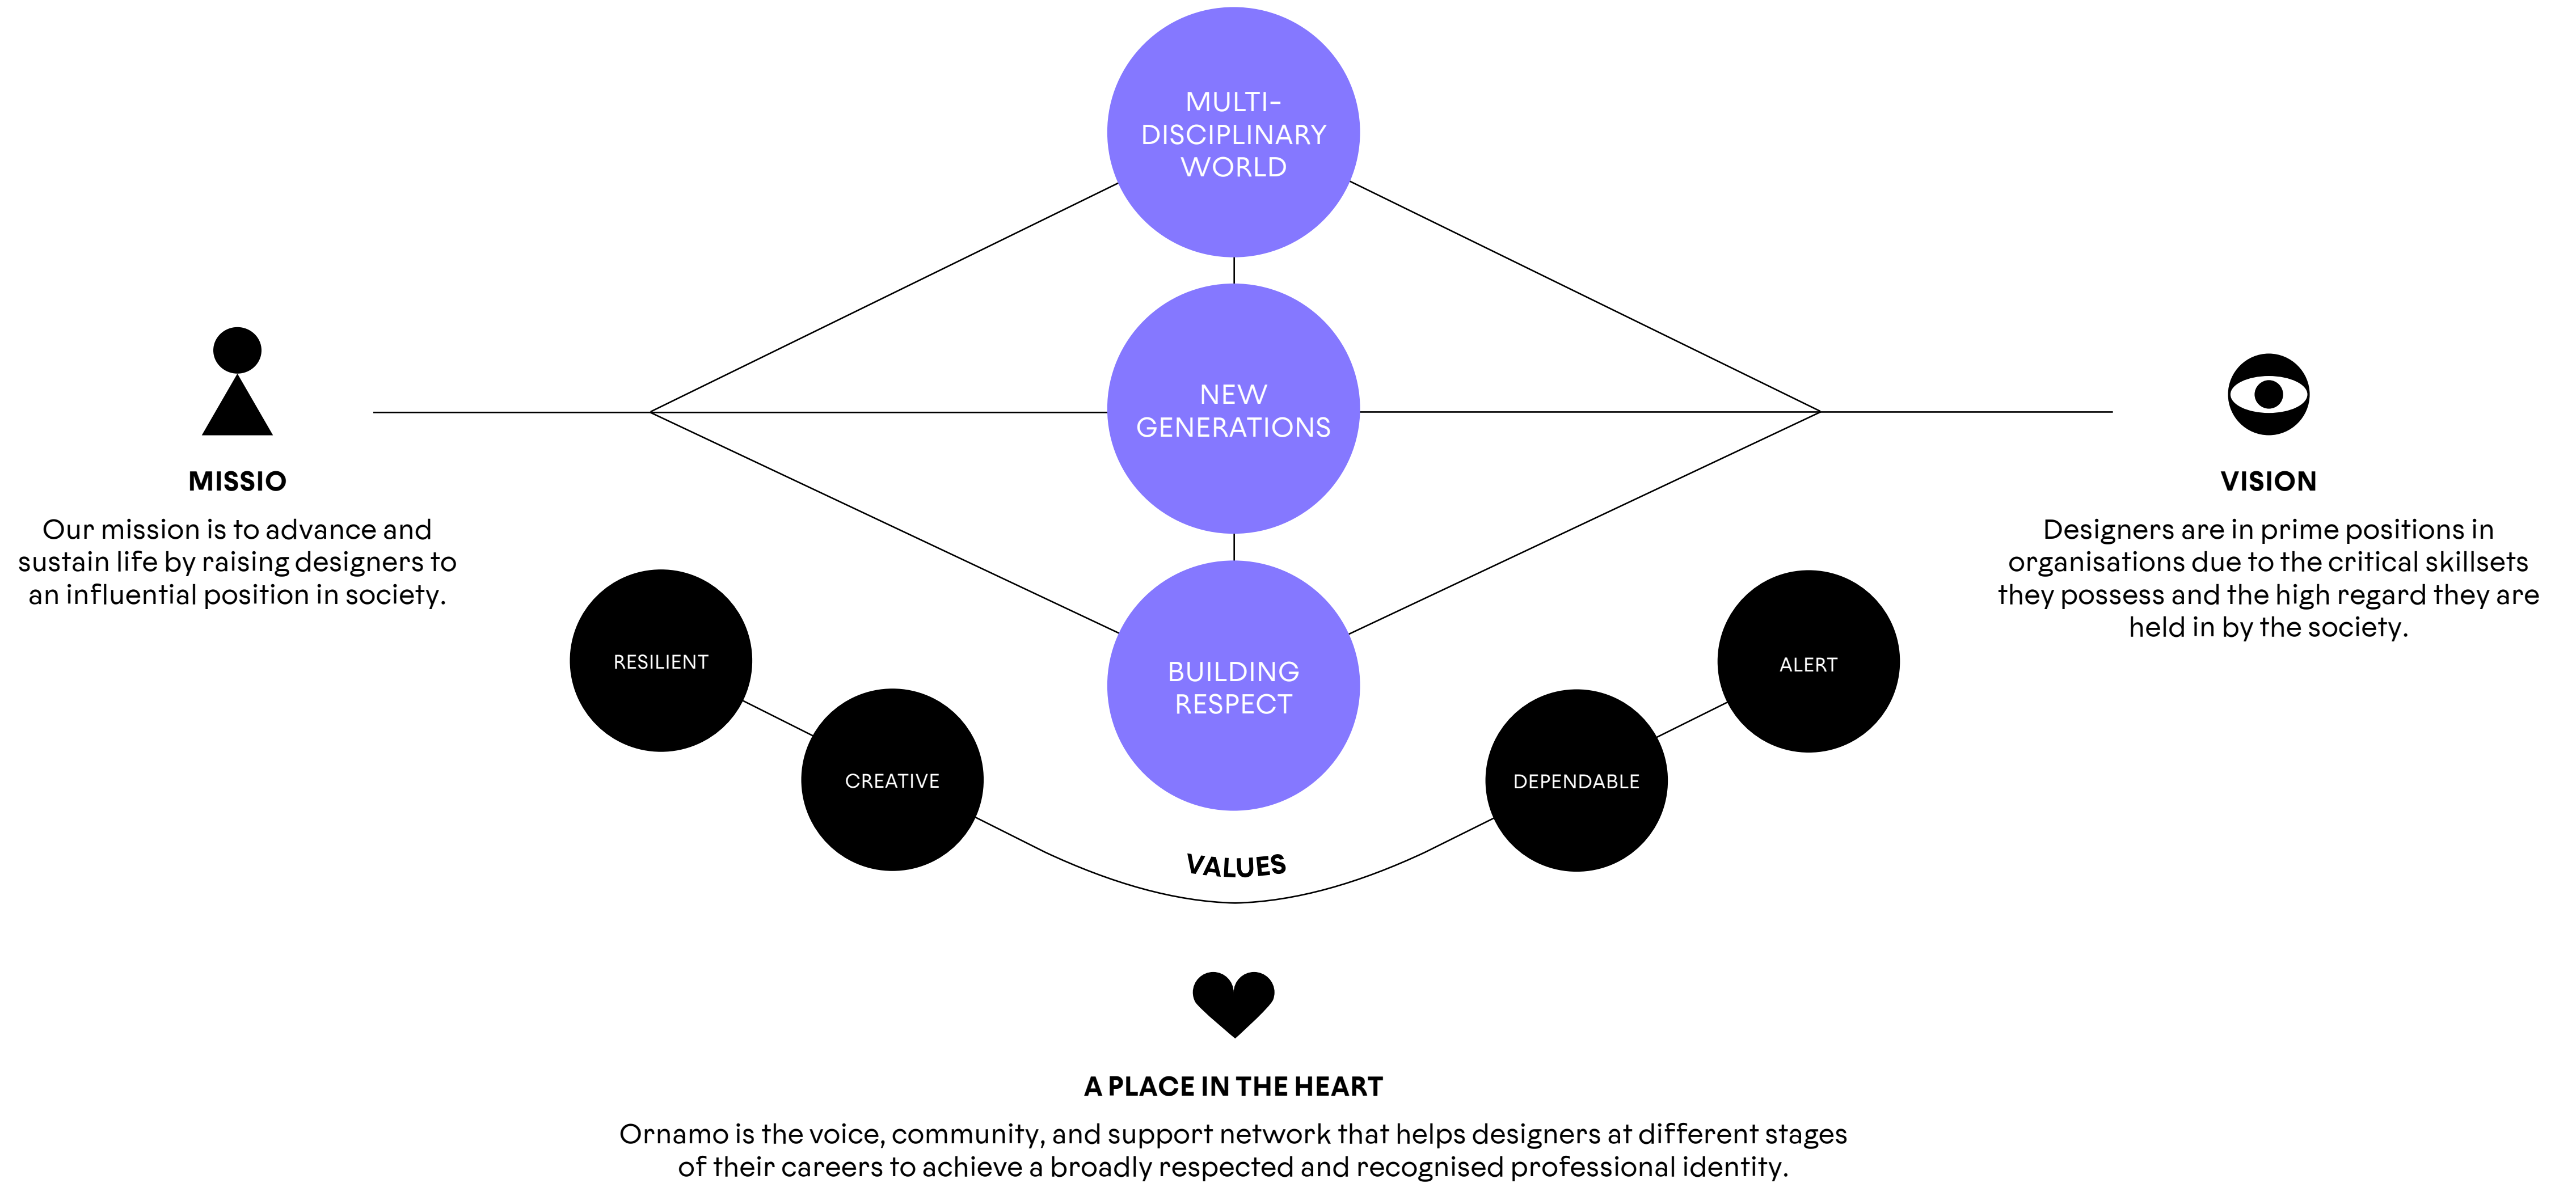 MULTI-
DISCIPLINARY
WORLD
NEW
GENERATIONS
BUILDING
RESPECT
MISSIO
Our mission is to advance and
sustain life by raising designers to
an influential position in society.
VISION
Designers are in prime positions in
organisations due to the critical skillsets
they possess and the high regard they are
held in by the society.
RESILIENT
CREATIVE
DEPENDABLE
ALERT
VALUES
A PLACE IN THE HEART
Ornamo is the voice, community, and support network that helps designers at different stages
of their careers to achieve a broadly respected and recognised professional identity.